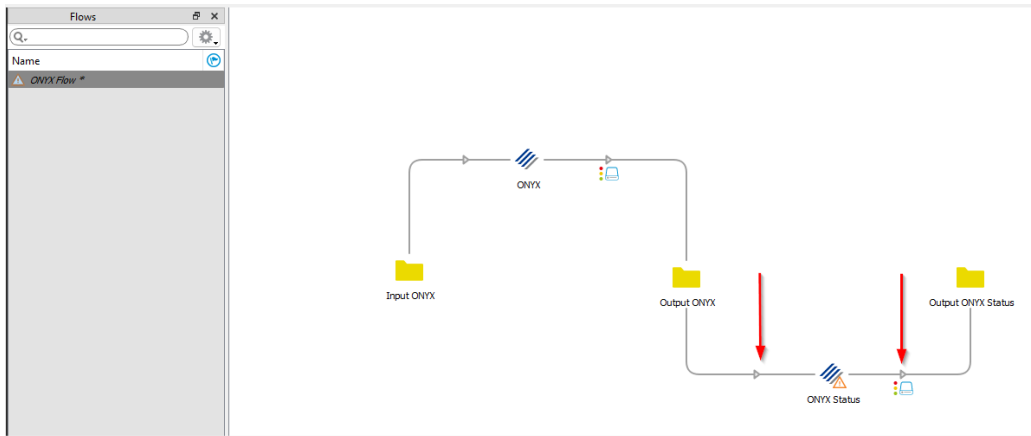 Flows
Name
ONYX Flow *
ONYX
Input ONYX
Output ONYX
Output ONYX Status
ONYX Status